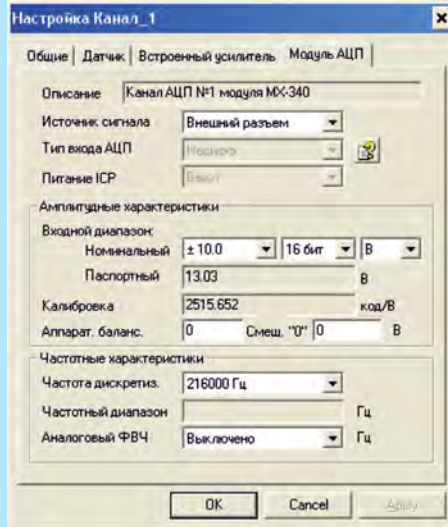 Настройка Канал_1
Общие Датчик Встроенный усилитель Модуль АЦП
Описание Канал АЦП №1 модуля MX-340
Источник сигнала Внешний разъем
Тип входа АЦП
Питание ICP
Амплитудные характеристики
Входной диапазон:
Номинальный ± 10.0 16 бит В
Паспортный 13.03 В
Калибровка 2515.652 код/В
Аппарат. баланс. 0 Смещ. "0" 0 В
Частотные характеристики
Частота дискретиз. 216000 Гц
Частотный диапазон Гц
Аналоговый ФВЧ Выключено Гц
OK Cancel Apply